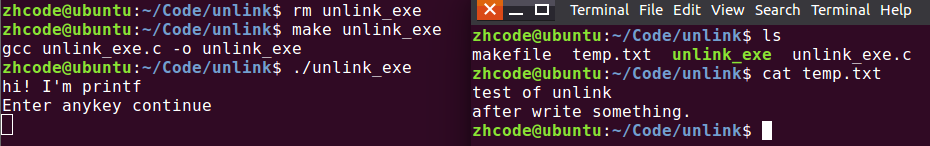 zhcode@ubuntu:~/Code/unlink$ rm unlink_exe
zhcode@ubuntu:~/Code/unlink$ make unlink_exe
gcc unlink_exe.c -o unlink_exe
zhcode@ubuntu:~/Code/unlink$ ./unlink_exe
hi! I'm printf
Enter anykey continue
Terminal File Edit View Search Terminal Help
zhcode@ubuntu:~/Code/unlink$ ls
makefile temp.txt unlink_exe unlink_exe.c
zhcode@ubuntu:~/Code/unlink$ cat temp.txt
test of unlink
after write something.
zhcode@ubuntu:~/Code/unlink$